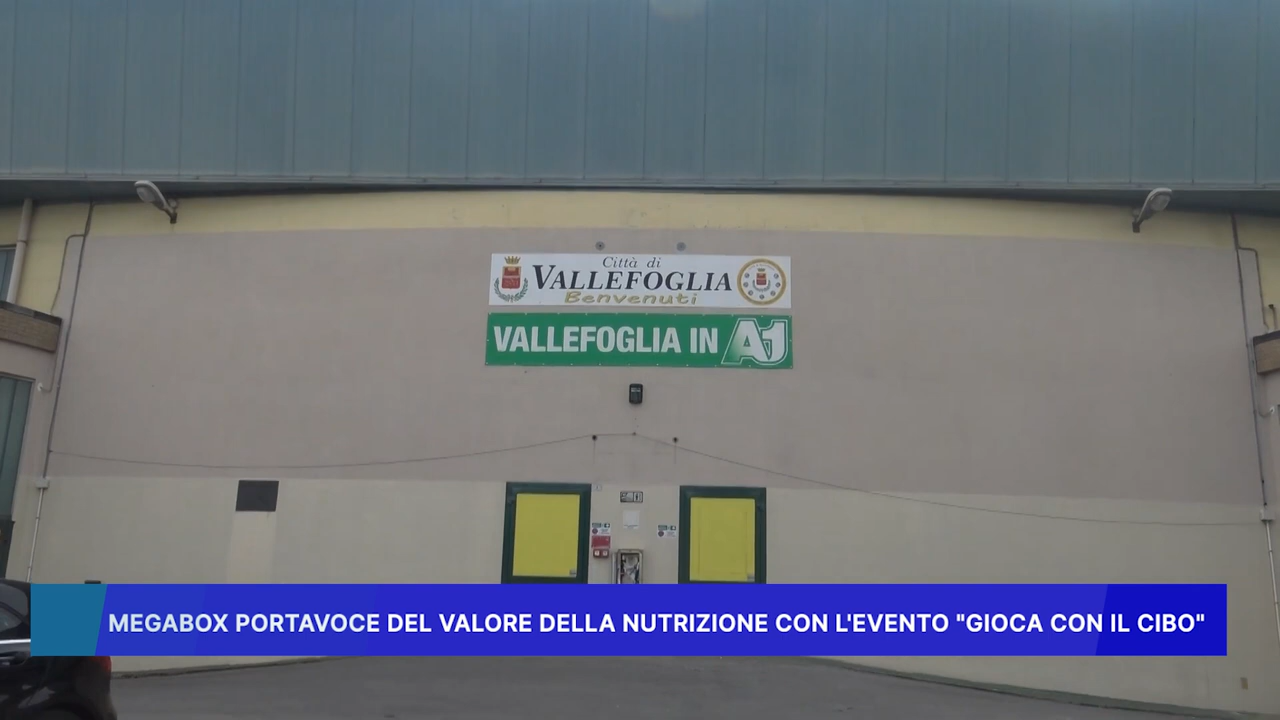 Città di
VALLEFOGLIA
Benvenuti
VALLEFOGLIA IN A1
MEGABOX PORTAVOCE DEL VALORE DELLA NUTRIZIONE CON L'EVENTO "GIOCA CON IL CIBO"